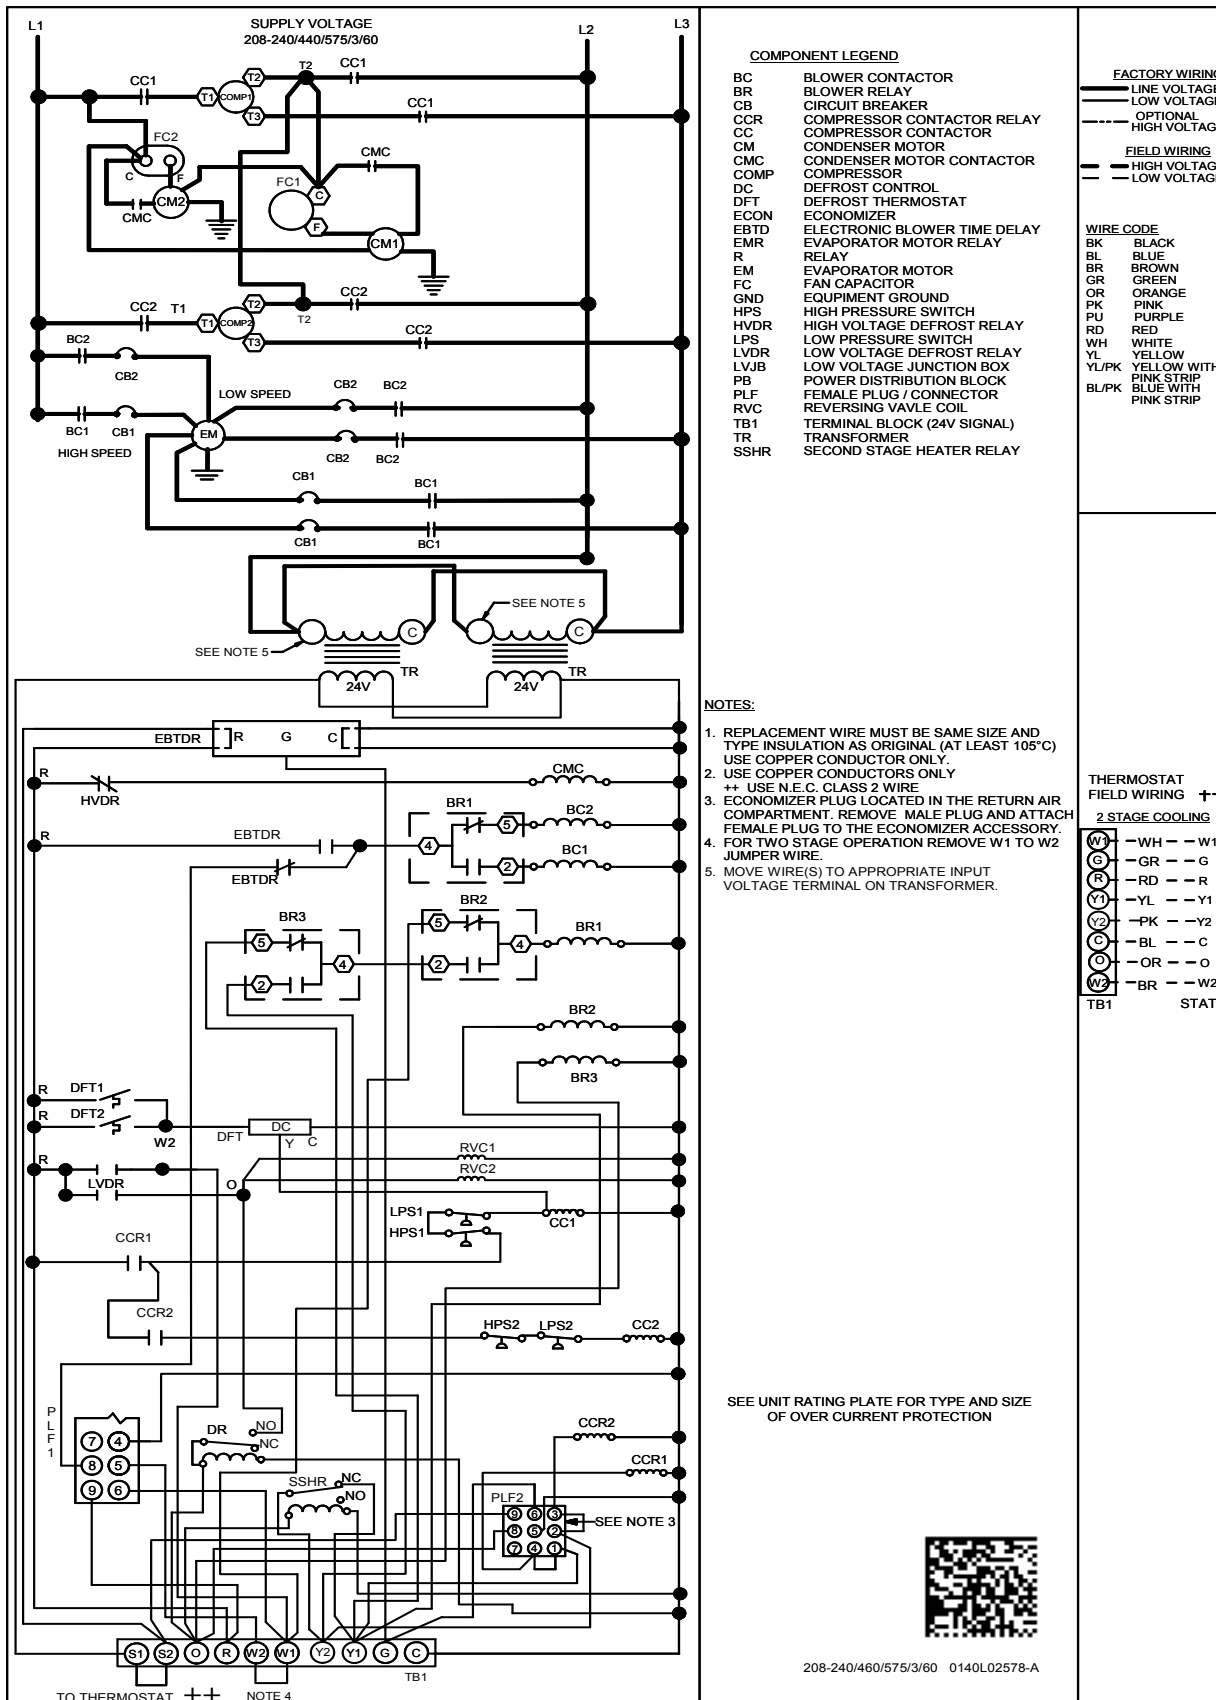 L1
SUPPLY VOLTAGE
208-240/440/575/3/60
L2
L3
CC1
T2
T2
CC1
T1
COMP1
T3
CC1
FC2
C
F
CMC
CM2
FC1
C
F
CMC
CM1
CC2
T1
T2
T2
CC2
T1
COMP2
T3
CC2
BC2
CB2
LOW SPEED
CB2
BC2
BC1
CB1
EM
HIGH SPEED
CB2
BC2
CB1
BC1
CB1
BC1
SEE NOTE 5
C
C
SEE NOTE 5
TR
TR
24V
24V
EBTDR
R
G
C
R
HVDR
CMC
BR1
BC2
5
4
2
BC1
R
EBTDR
EBTDR
BR3
BR2
5
4
2
5
4
2
BR1
BR2
BR3
R
DFT1
R
DFT2
W2
DFT
DC
Y
C
R
LVDR
O
RVC1
RVC2
LPS1
HPS1
CC1
CCR1
CCR2
HPS2
LPS2
CC2
PLF1
7 4
8 5
9 6
DR
NO
NC
SSHR
NC
NO
CCR2
CCR1
PLF2
9 6 3
8 5 2
7 4 1
SEE NOTE 3
S1 S2 O R W2 W1 Y2 Y1 G C
TB1
TO THERMOSTAT ++
NOTE 4
COMPONENT LEGEND
BC BLOWER CONTACTOR
BR BLOWER RELAY
CB CIRCUIT BREAKER
CCR COMPRESSOR CONTACTOR RELAY
CC COMPRESSOR CONTACTOR
CM CONDENSER MOTOR
CMC CONDENSER MOTOR CONTACTOR
COMP COMPRESSOR
DC DEFROST CONTROL
DFT DEFROST THERMOSTAT
ECON ECONOMIZER
EBTD ELECTRONIC BLOWER TIME DELAY
EMR EVAPORATOR MOTOR RELAY
R RELAY
EM EVAPORATOR MOTOR
FC FAN CAPACITOR
GND EQUPIMENT GROUND
HPS HIGH PRESSURE SWITCH
HVDR HIGH VOLTAGE DEFROST RELAY
LPS LOW PRESSURE SWITCH
LVDR LOW VOLTAGE DEFROST RELAY
LVJB LOW VOLTAGE JUNCTION BOX
PB POWER DISTRIBUTION BLOCK
PLF FEMALE PLUG / CONNECTOR
RVC REVERSING VAVLE COIL
TB1 TERMINAL BLOCK (24V SIGNAL)
TR TRANSFORMER
SSHR SECOND STAGE HEATER RELAY
NOTES:
1. REPLACEMENT WIRE MUST BE SAME SIZE AND
TYPE INSULATION AS ORIGINAL (AT LEAST 105°C)
USE COPPER CONDUCTOR ONLY.
2. USE COPPER CONDUCTORS ONLY
++ USE N.E.C. CLASS 2 WIRE
3. ECONOMIZER PLUG LOCATED IN THE RETURN AIR
COMPARTMENT. REMOVE MALE PLUG AND ATTACH
FEMALE PLUG TO THE ECONOMIZER ACCESSORY.
4. FOR TWO STAGE OPERATION REMOVE W1 TO W2
JUMPER WIRE.
5. MOVE WIRE(S) TO APPROPRIATE INPUT
VOLTAGE TERMINAL ON TRANSFORMER.
SEE UNIT RATING PLATE FOR TYPE AND SIZE
OF OVER CURRENT PROTECTION
208-240/460/575/3/60 0140L02578-A
FACTORY WIRING
LINE VOLTAGE
LOW VOLTAGE
OPTIONAL
HIGH VOLTAG
FIELD WIRING
HIGH VOLTAG
LOW VOLTAG
WIRE CODE
BK BLACK
BL BLUE
BR BROWN
GR GREEN
OR ORANGE
PK PINK
PU PURPLE
RD RED
WH WHITE
YL YELLOW
YL/PK YELLOW WITH
PINK STRIP
BL/PK BLUE WITH
PINK STRIP
THERMOSTAT
FIELD WIRING ++
2 STAGE COOLING
W1 WH W1
G GR G
R RD R
Y1 YL Y1
Y2 PK Y2
C BL C
O OR O
W2 BR W2
TB1
STAT